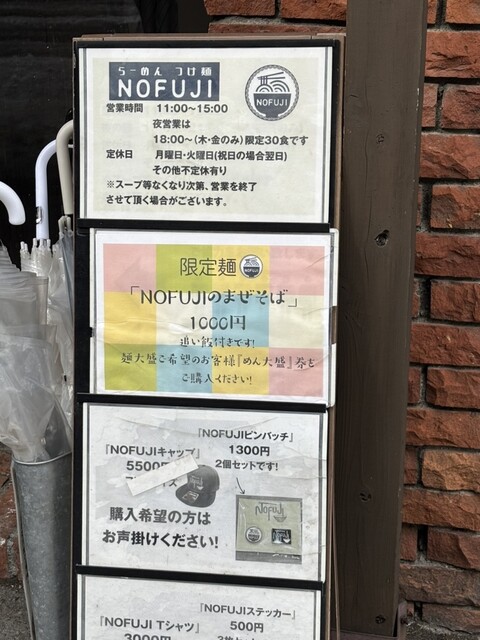 らーめん つけ麺
NOFUJI
NOFUJI
営業時間 11:00~15:00
夜営業は
18:00~(木・金のみ)限定30食です
定休日 月曜日・火曜日(祝日の場合翌日)
その他不定休有り
※スープ等なくなり次第、営業を終了
させて頂く場合がございます。
限定麺
NOFUJI
「NOFUJIのまぜそば」
1000円
追い飯付きです!
麺大盛ご希望のお客様『めん大盛』券を
ご購入ください!
『NOFUJIピンバッチ』
『NOFUJIキャップ』
1300円
5500円
2個セットです!
購入希望の方は
お声掛けください!
NOFUJI
『NOFUJIステッカー』
『NOFUJI Tシャツ』
500円
3000円